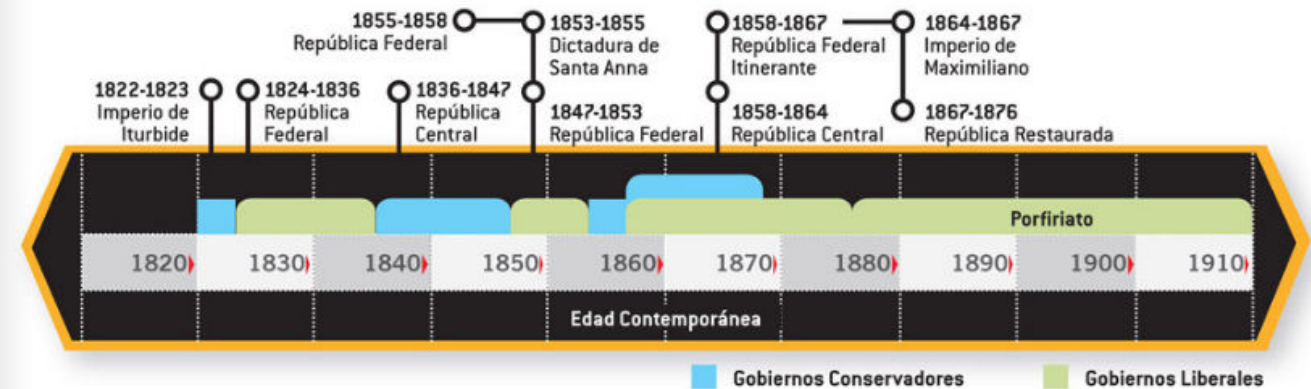 1855-1858
República Federal
1853-1855
Dictadura de
Santa Anna
1858-1867
República Federal
Itinerante
1864-1867
Imperio de
Maximiliano
1822-1823
Imperio de
Iturbide
1824-1836
República
Federal
1836-1847
República
Central
1847-1853
República Federal
1858-1864
República Central
1867-1876
República Restaurada
Porfiriato
1820 1830 1840 1850 1860 1870 1880 1890 1900 1910
Edad Contemporánea
Gobiernos Conservadores
Gobiernos Liberales